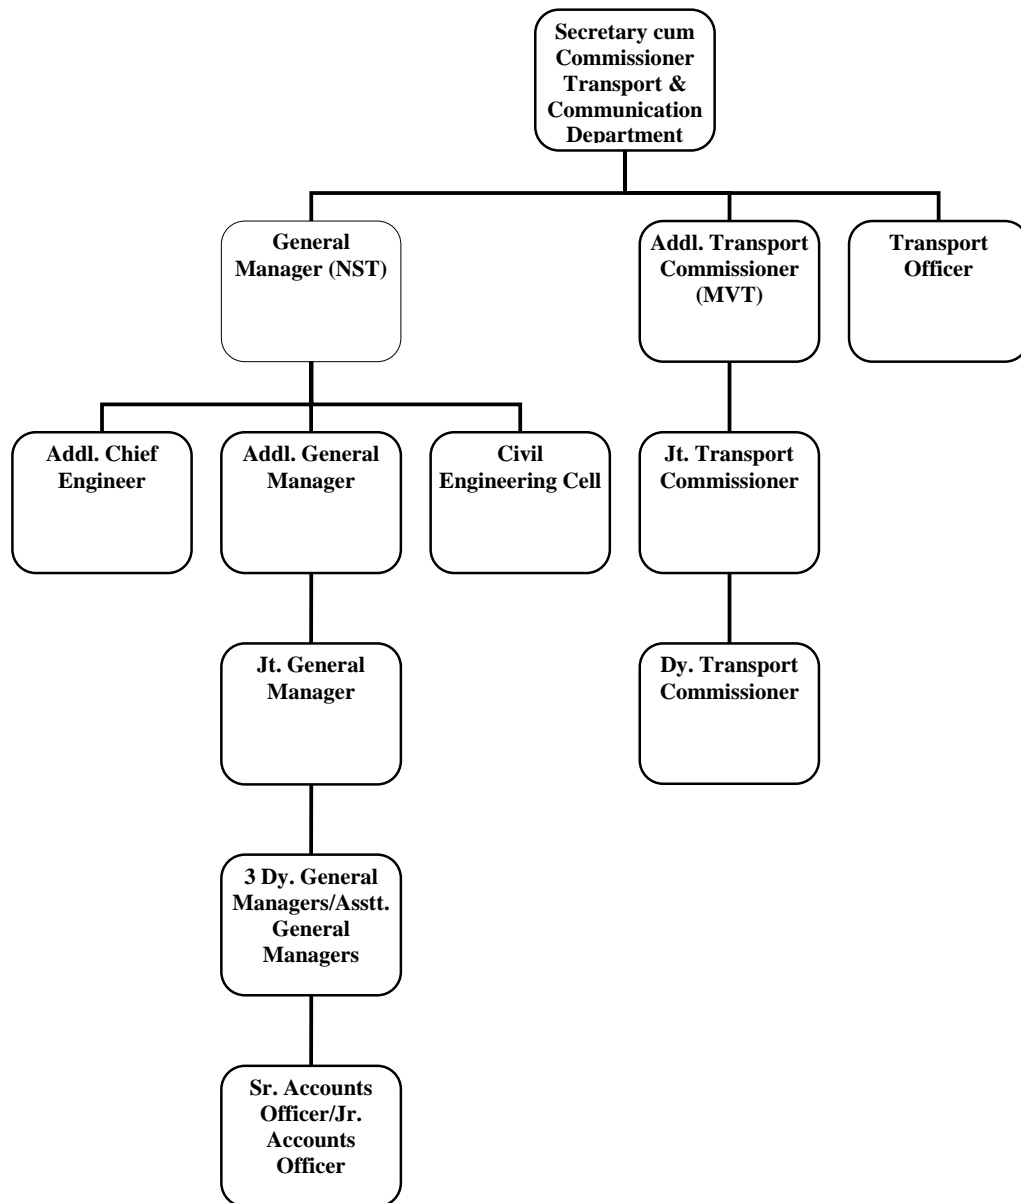 Secretary cum
Commissioner
Transport &
Communication
Department
General
Manager (NST)
Addl. Transport
Commissioner
(MVT)
Transport
Officer
Addl. Chief
Engineer
Addl. General
Manager
Civil
Engineering Cell
Jt. Transport
Commissioner
Jt. General
Manager
Dy. Transport
Commissioner
3 Dy. General
Managers/Asstt.
General
Managers
Sr. Accounts
Officer/Jr.
Accounts
Officer